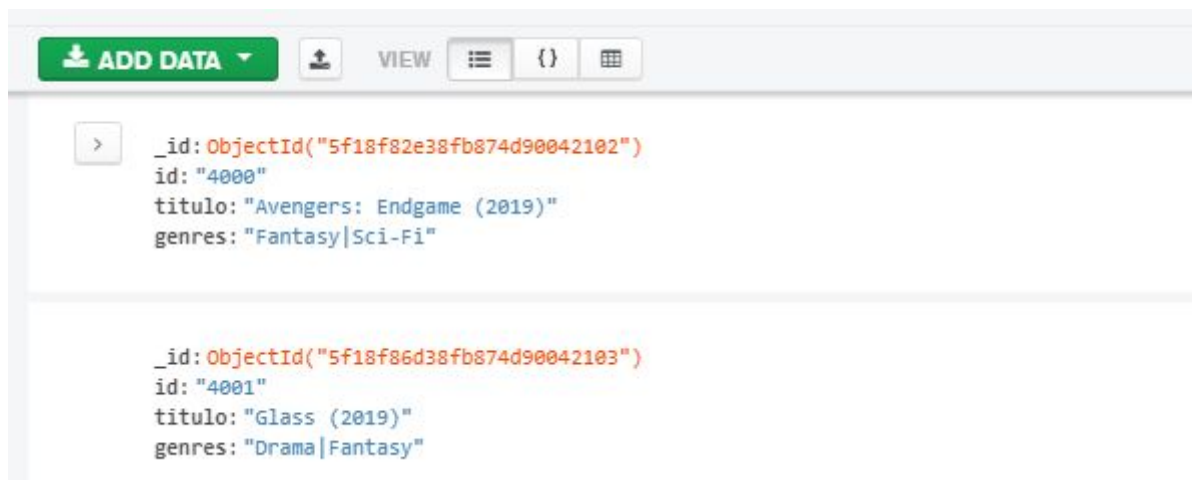 ADD DATA VIEW {}
_id: ObjectId("5f18f82e38fb874d90042102")
id: "4000"
titulo: "Avengers: Endgame (2019)"
genres: "Fantasy|Sci-Fi"
_id: ObjectId("5f18f86d38fb874d90042103")
id: "4001"
titulo: "Glass (2019)"
genres: "Drama|Fantasy"